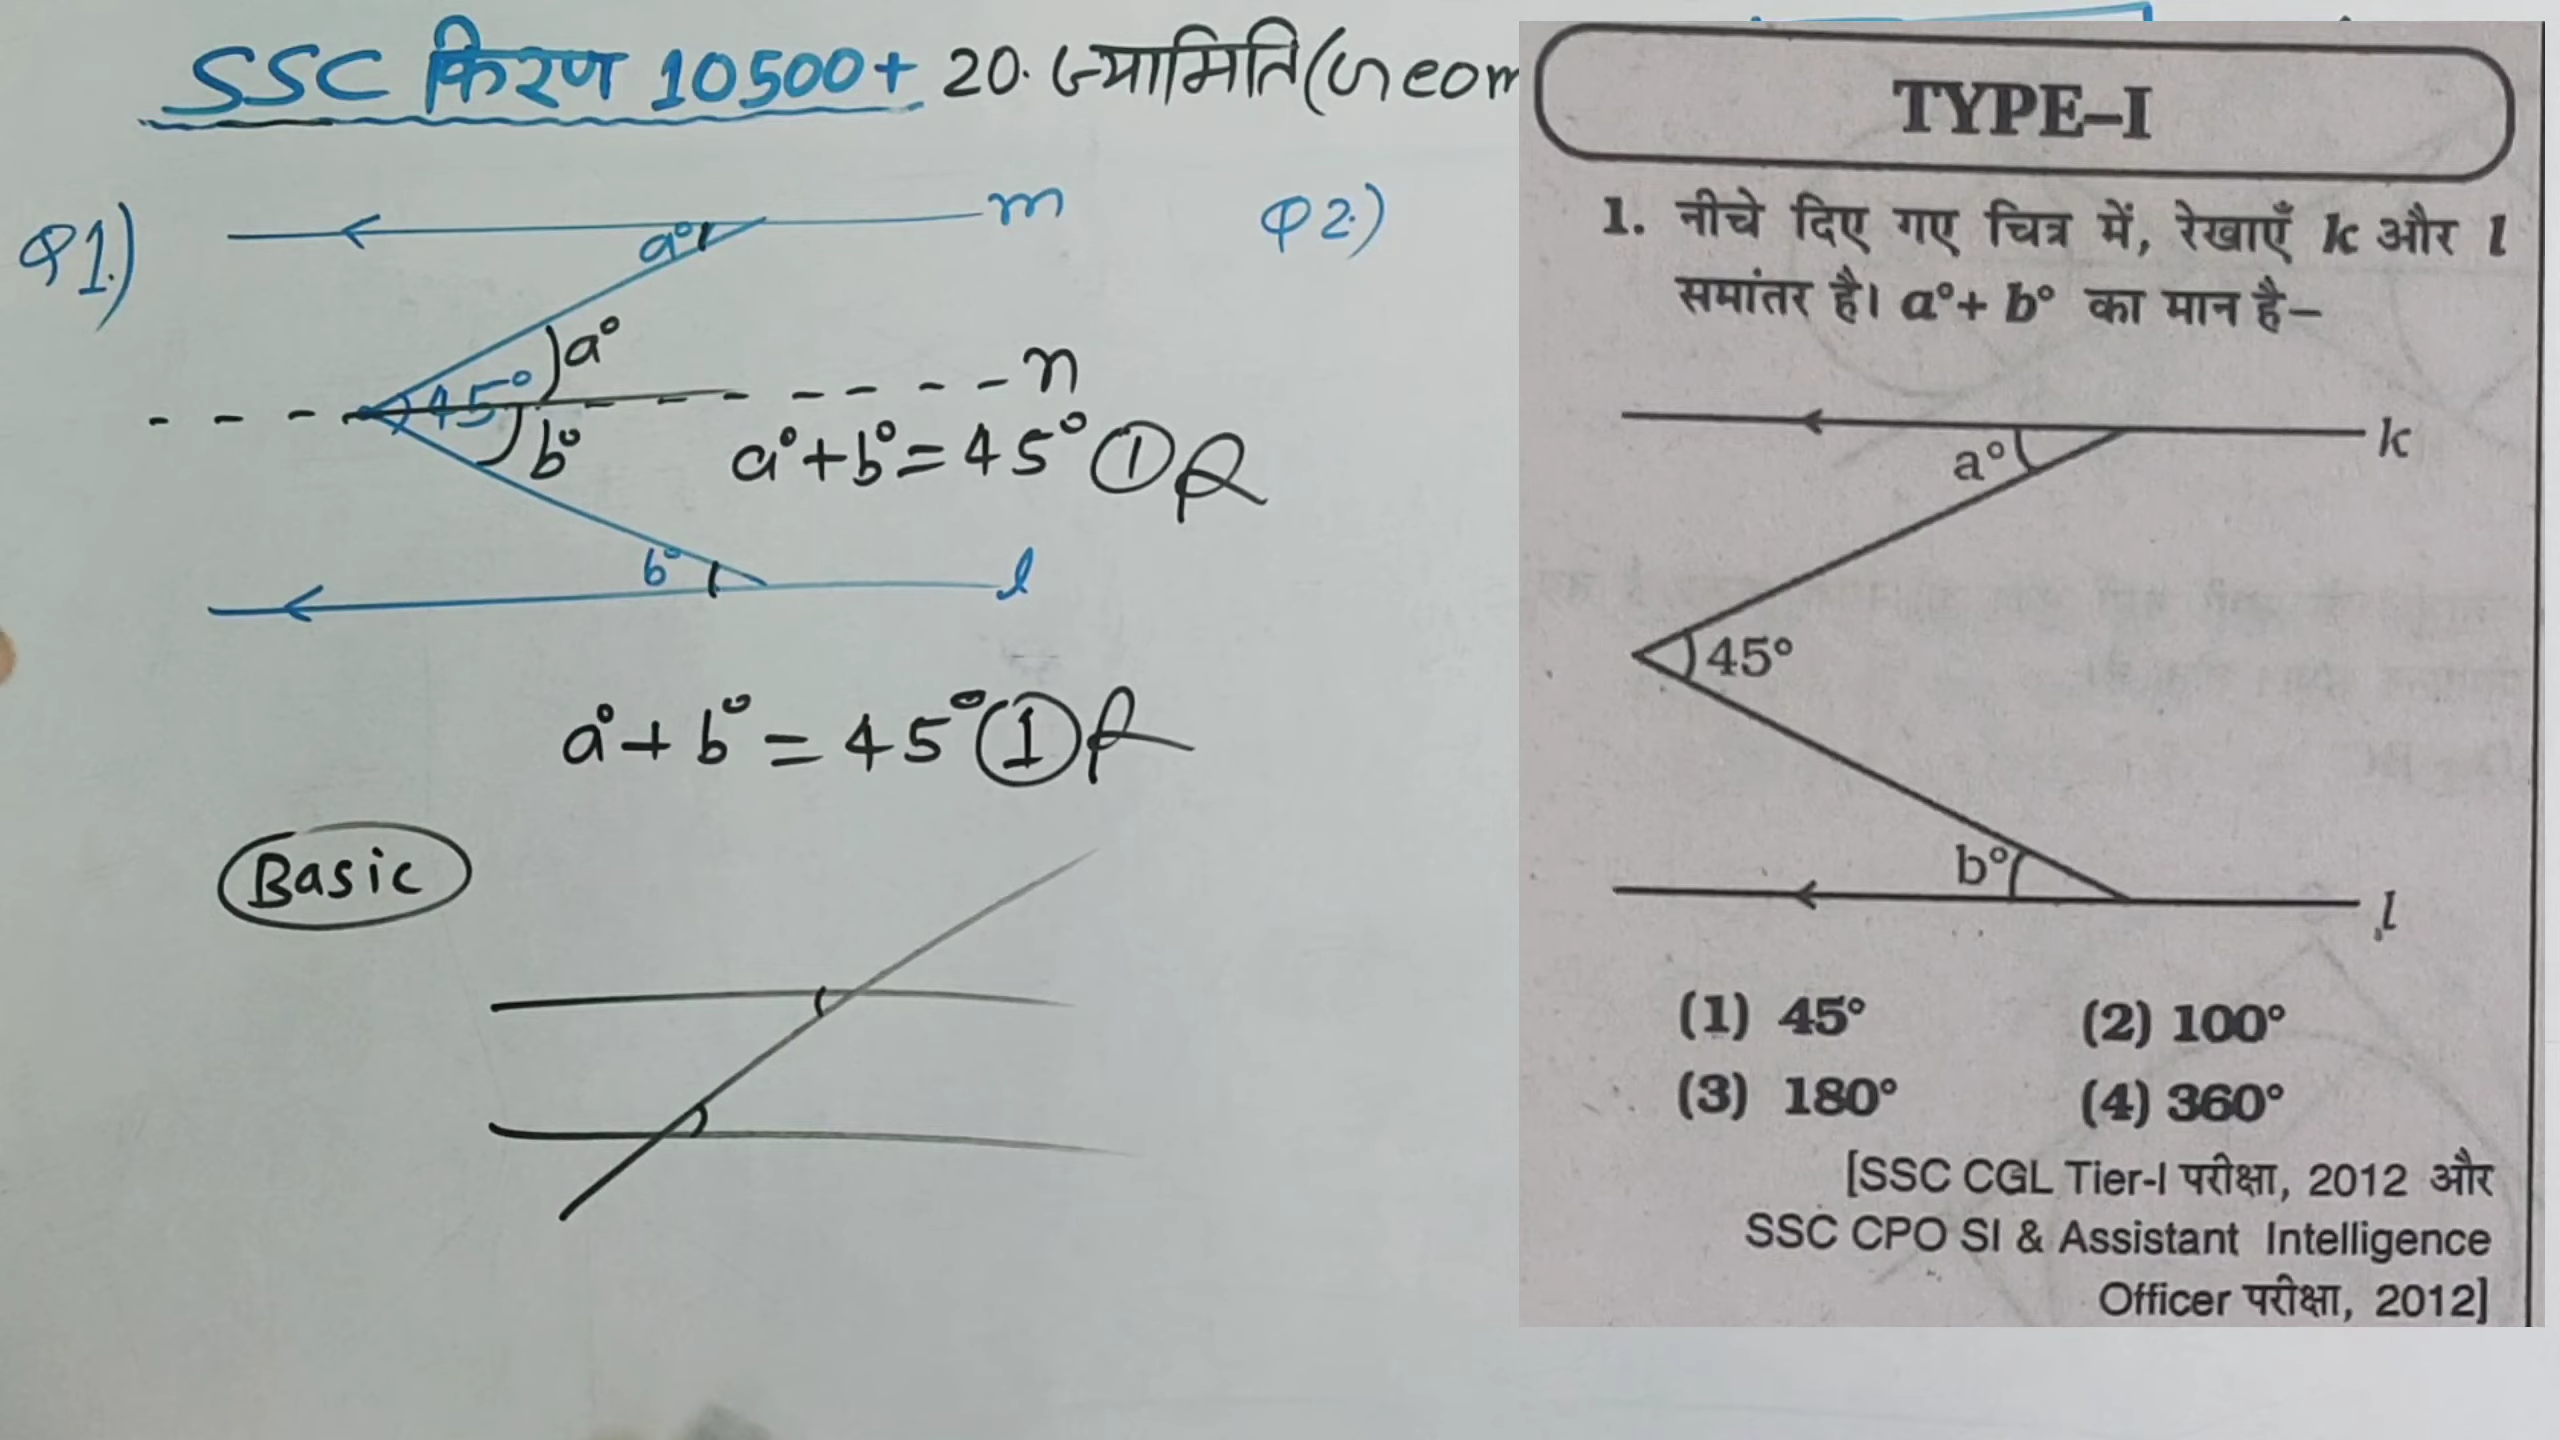 SSC किरण 10500+ 20. ज्यामिति (Geom
Q1.)
m
a°
a°
45°
n
b°
a°+b°=45° ①
b°
l
a°+b°=45° ①
Basic
Q2.)
TYPE–I
1. नीचे दिए गए चित्र में, रेखाएँ k और l
समांतर है। a°+ b° का मान है–
k
a°
45°
b°
l
(1) 45° (2) 100°
(3) 180° (4) 360°
[SSC CGL Tier-I परीक्षा, 2012 और
SSC CPO SI & Assistant Intelligence
Officer परीक्षा, 2012]